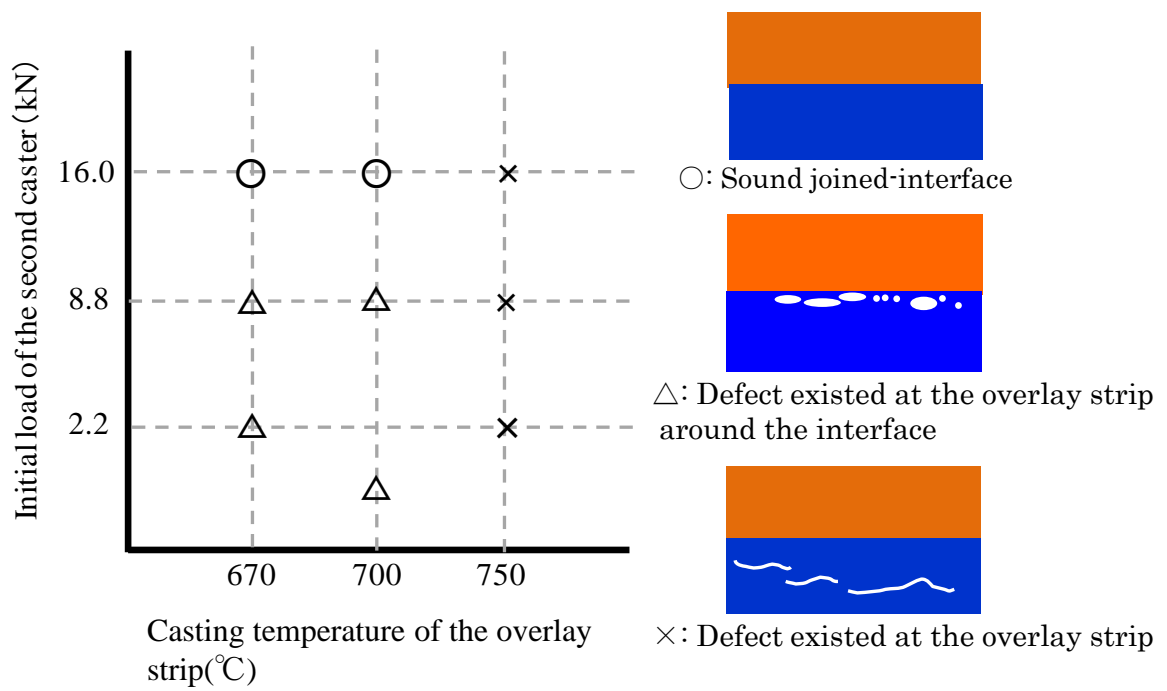 Initial load of the second caster (kN)
16.0
8.8
2.2
670
700
750
Casting temperature of the overlay
strip(℃)
○: Sound joined-interface
△: Defect existed at the overlay strip
around the interface
×: Defect existed at the overlay strip